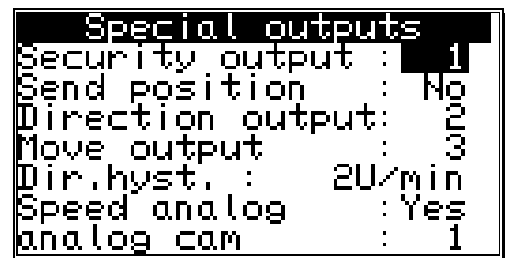 Special outputs
Security output : 1
Send position : No
Direction output: 2
Move output : 3
Dir.hyst. : 2U/min
Speed analog : Yes
analog cam : 1